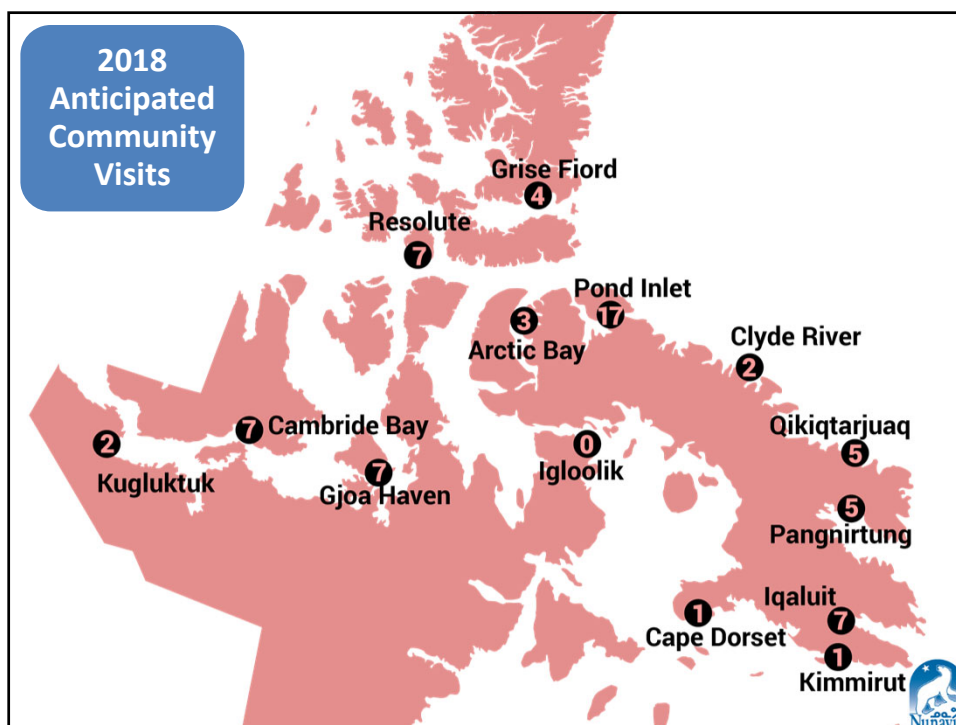 2018
Anticipated
Community
Visits
Grise Fiord
4
Resolute
7
Pond Inlet
17
3
Arctic Bay
Clyde River
2
7
Cambride Bay
2
Kugluktuk
7
Gjoa Haven
0
Igloolik
Qikiqtarjuaq
5
5
Pangnirtung
Iqaluit
7
1
Cape Dorset
1
Kimmirut